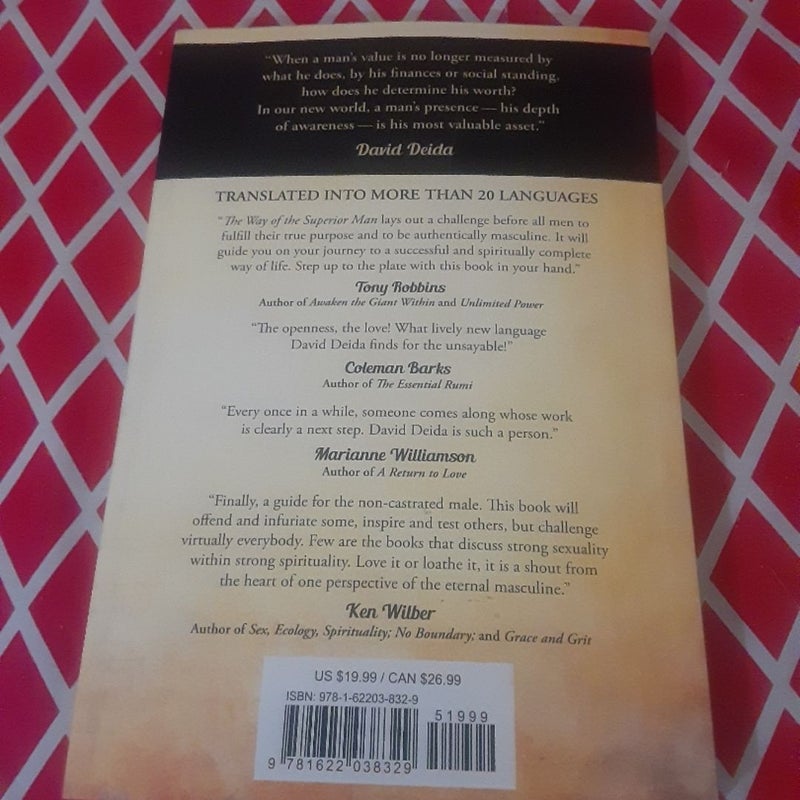 “When a man's value is no longer measured by
what he does, by his finances or social standing,
how does he determine his worth?
In our new world, a man's presence — his depth
of awareness — is his most valuable asset.”
David Deida
TRANSLATED INTO MORE THAN 20 LANGUAGES
“The Way of the Superior Man lays out a challenge before all men to
fulfill their true purpose and to be authentically masculine. It will
guide you on your journey to a successful and spiritually complete
way of life. Step up to the plate with this book in your hand.”
Tony Robbins
Author of Awaken the Giant Within and Unlimited Power
“The openness, the love! What lively new language
David Deida finds for the unsayable!”
Coleman Barks
Author of The Essential Rumi
“Every once in a while, someone comes along whose work
is clearly a next step. David Deida is such a person.”
Marianne Williamson
Author of A Return to Love
“Finally, a guide for the non-castrated male. This book will
offend and infuriate some, inspire and test others, but challenge
virtually everybody. Few are the books that discuss strong sexuality
within strong spirituality. Love it or loathe it, it is a shout from
the heart of one perspective of the eternal masculine.”
Ken Wilber
Author of Sex, Ecology, Spirituality; No Boundary; and Grace and Grit
US $19.99 / CAN $26.99
ISBN: 978-1-62203-832-9
51999
9 781622 038329